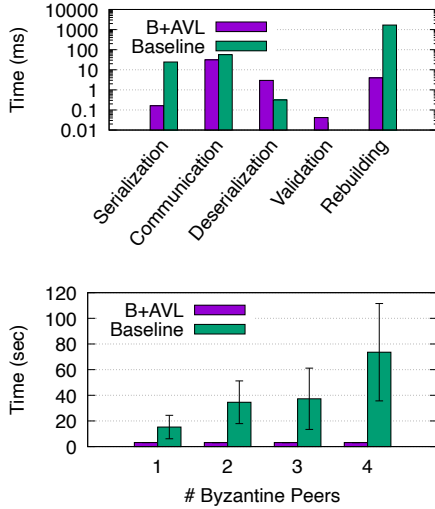 Time (ms)
10000
1000
100
10
1
0.1
0.01
B+AVL
Baseline
Serialization
Communication
Deserialization
Validation
Rebuilding
Time (sec)
120
100
80
60
40
20
0
B+AVL
Baseline
1 2 3 4
# Byzantine Peers